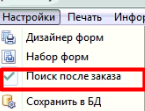 Настройки Печать Инфор
Дизайнер форм
Набор форм
Поиск после заказа
Сохранить в БД